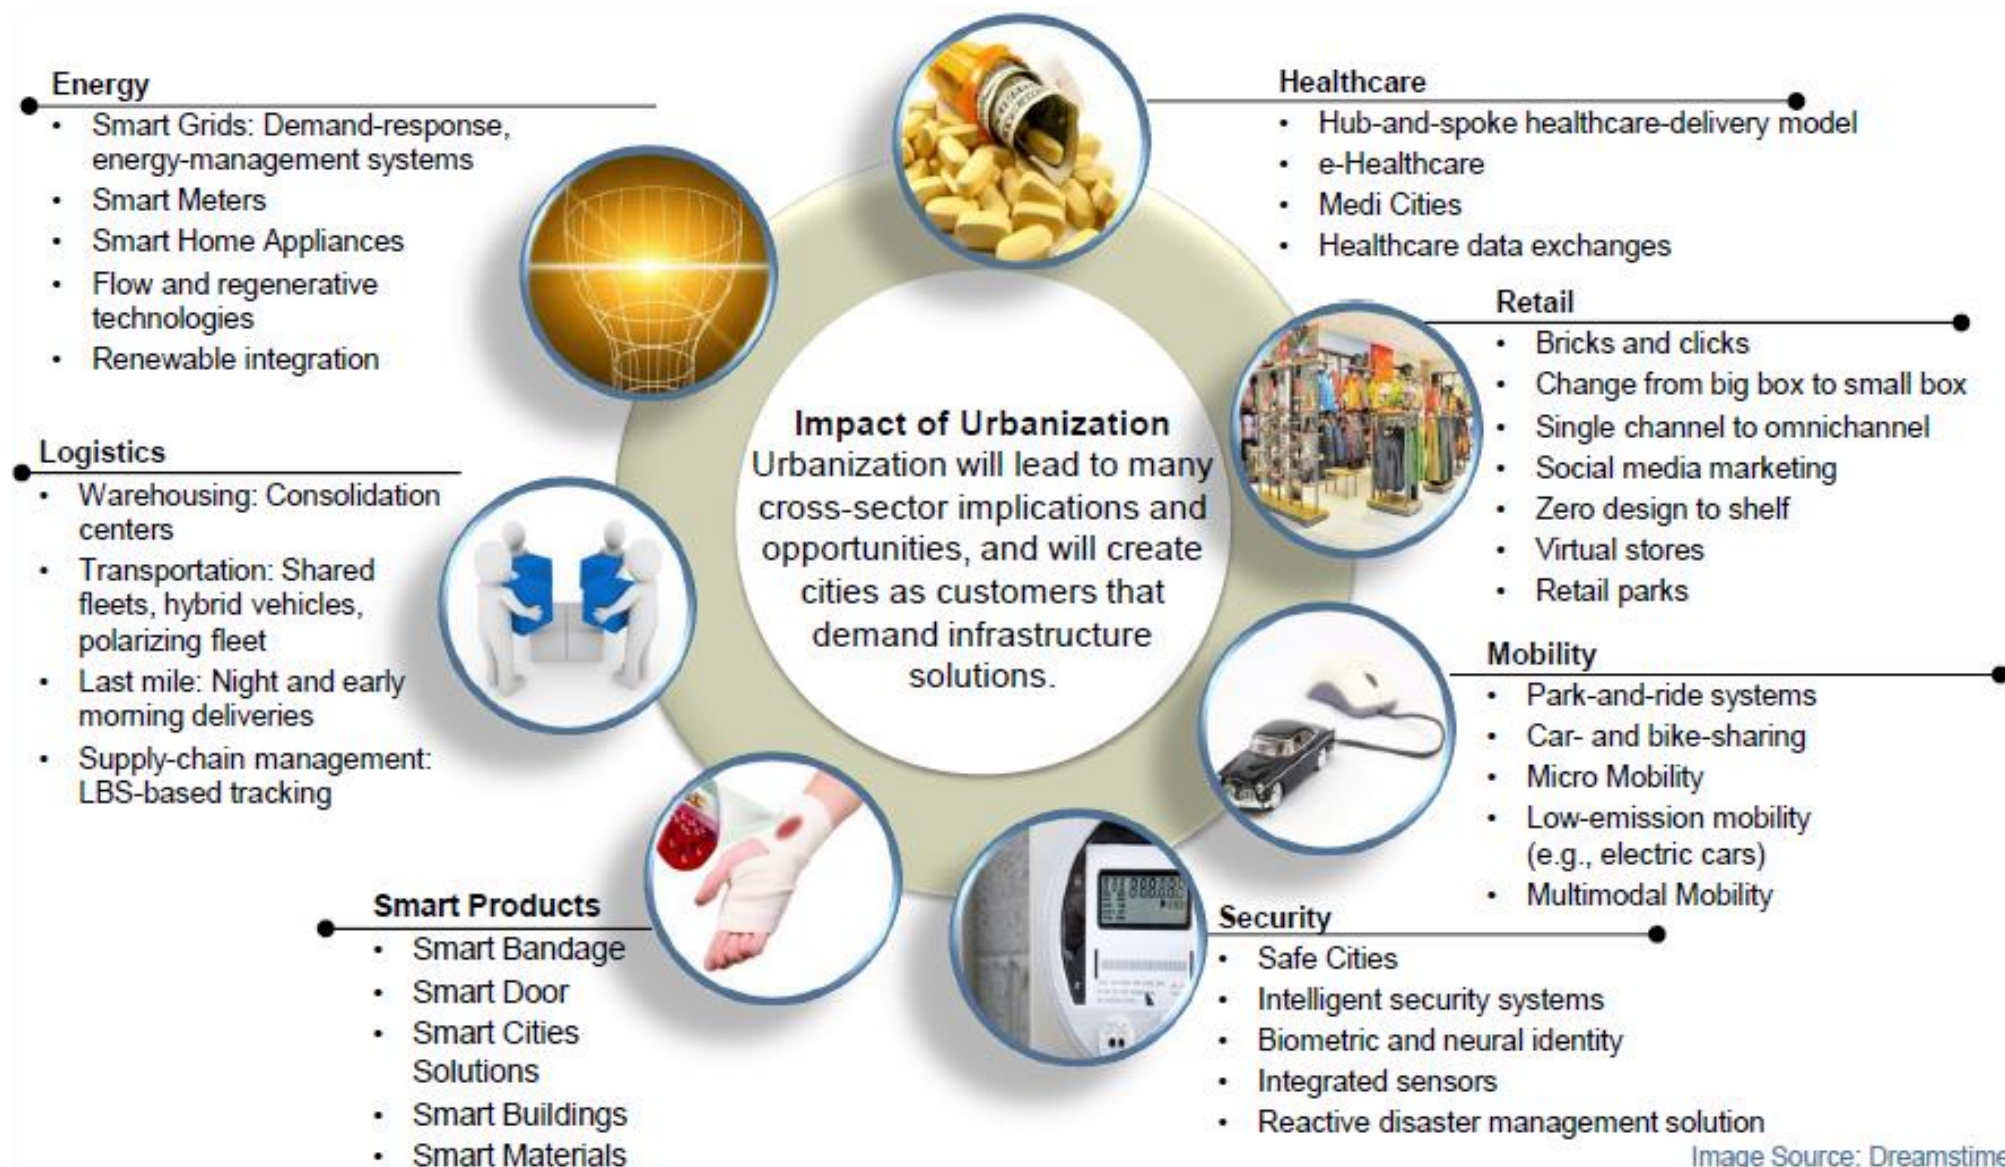 Energy
• Smart Grids: Demand-response,
energy-management systems
• Smart Meters
• Smart Home Appliances
• Flow and regenerative
technologies
• Renewable integration
Logistics
• Warehousing: Consolidation
centers
• Transportation: Shared
fleets, hybrid vehicles,
polarizing fleet
• Last mile: Night and early
morning deliveries
• Supply-chain management:
LBS-based tracking
Smart Products
• Smart Bandage
• Smart Door
• Smart Cities
Solutions
• Smart Buildings
• Smart Materials
Impact of Urbanization
Urbanization will lead to many
cross-sector implications and
opportunities, and will create
cities as customers that
demand infrastructure
solutions.
Healthcare
• Hub-and-spoke healthcare-delivery model
• e-Healthcare
• Medi Cities
• Healthcare data exchanges
Retail
• Bricks and clicks
• Change from big box to small box
• Single channel to omnichannel
• Social media marketing
• Zero design to shelf
• Virtual stores
• Retail parks
Mobility
• Park-and-ride systems
• Car- and bike-sharing
• Micro Mobility
• Low-emission mobility
(e.g., electric cars)
• Multimodal Mobility
Security
• Safe Cities
• Intelligent security systems
• Biometric and neural identity
• Integrated sensors
• Reactive disaster management solution
Image Source: Dreamstime